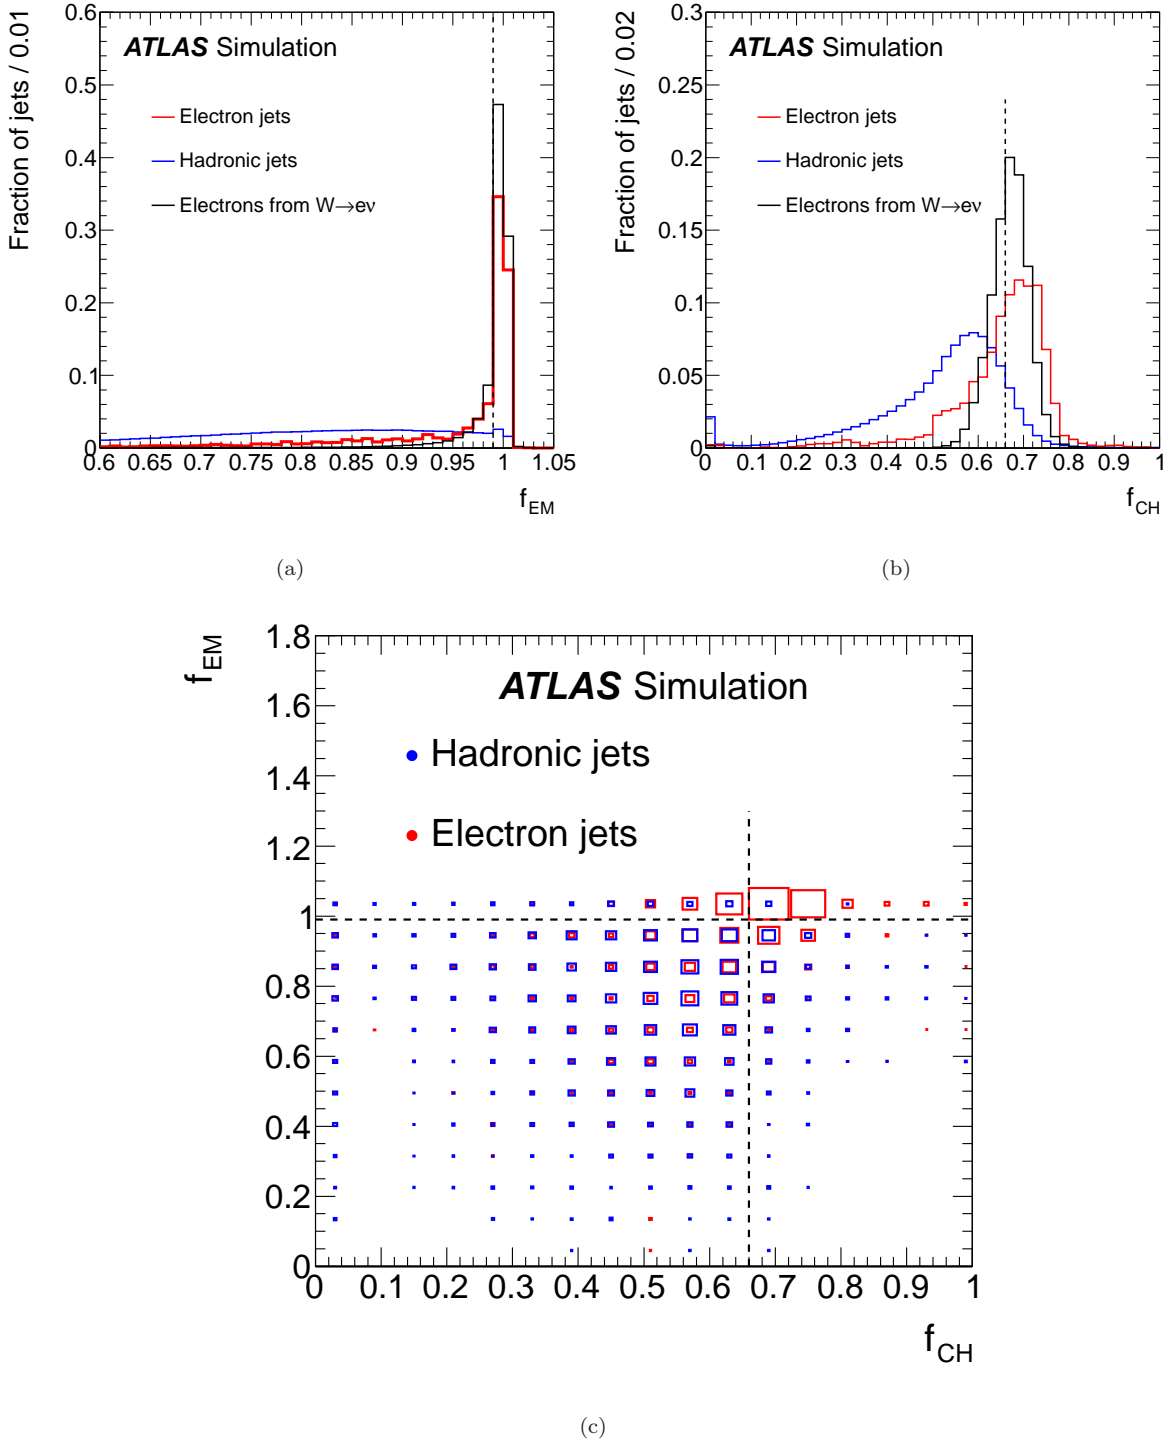 Fraction of jets / 0.01
0.6
0.5
0.4
0.3
0.2
0.1
0
ATLAS Simulation
Electron jets
Hadronic jets
Electrons from W→eν
0.6 0.65 0.7 0.75 0.8 0.85 0.9 0.95 1 1.05
f_EM
(a)
Fraction of jets / 0.02
0.3
0.25
0.2
0.15
0.1
0.05
0
ATLAS Simulation
Electron jets
Hadronic jets
Electrons from W→eν
0 0.1 0.2 0.3 0.4 0.5 0.6 0.7 0.8 0.9 1
f_CH
(b)
f_EM
1.8
1.6
1.4
1.2
1
0.8
0.6
0.4
0.2
0
ATLAS Simulation
Hadronic jets
Electron jets
0 0.1 0.2 0.3 0.4 0.5 0.6 0.7 0.8 0.9 1
f_CH
(c)